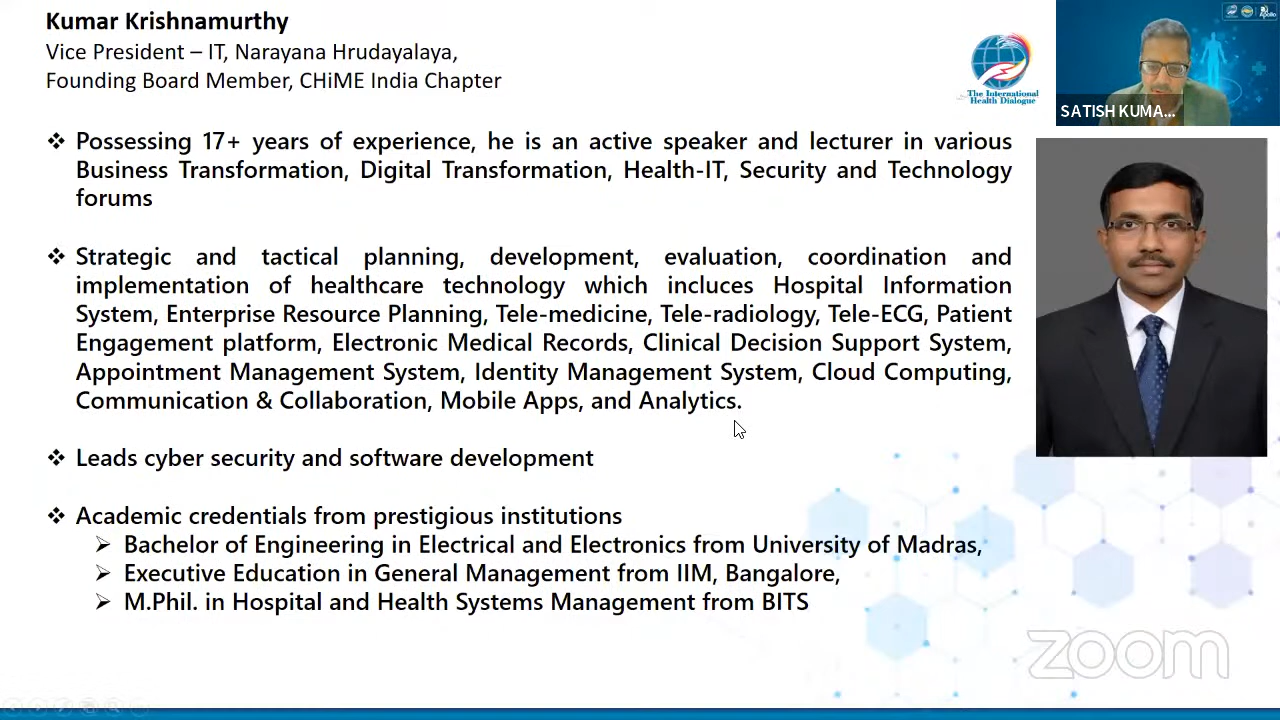 Kumar Krishnamurthy
Vice President – IT, Narayana Hrudayalaya,
Founding Board Member, CHiME India Chapter
The International
Health Dialogue
SATISH KUMA...
❖ Possessing 17+ years of experience, he is an active speaker and lecturer in various
Business Transformation, Digital Transformation, Health-IT, Security and Technology
forums
❖ Strategic and tactical planning, development, evaluation, coordination and
implementation of healthcare technology which incluces Hospital Information
System, Enterprise Resource Planning, Tele-medicine, Tele-radiology, Tele-ECG, Patient
Engagement platform, Electronic Medical Records, Clinical Decision Support System,
Appointment Management System, Identity Management System, Cloud Computing,
Communication & Collaboration, Mobile Apps, and Analytics.
❖ Leads cyber security and software development
❖ Academic credentials from prestigious institutions
➢ Bachelor of Engineering in Electrical and Electronics from University of Madras,
➢ Executive Education in General Management from IIM, Bangalore,
➢ M.Phil. in Hospital and Health Systems Management from BITS
zoom